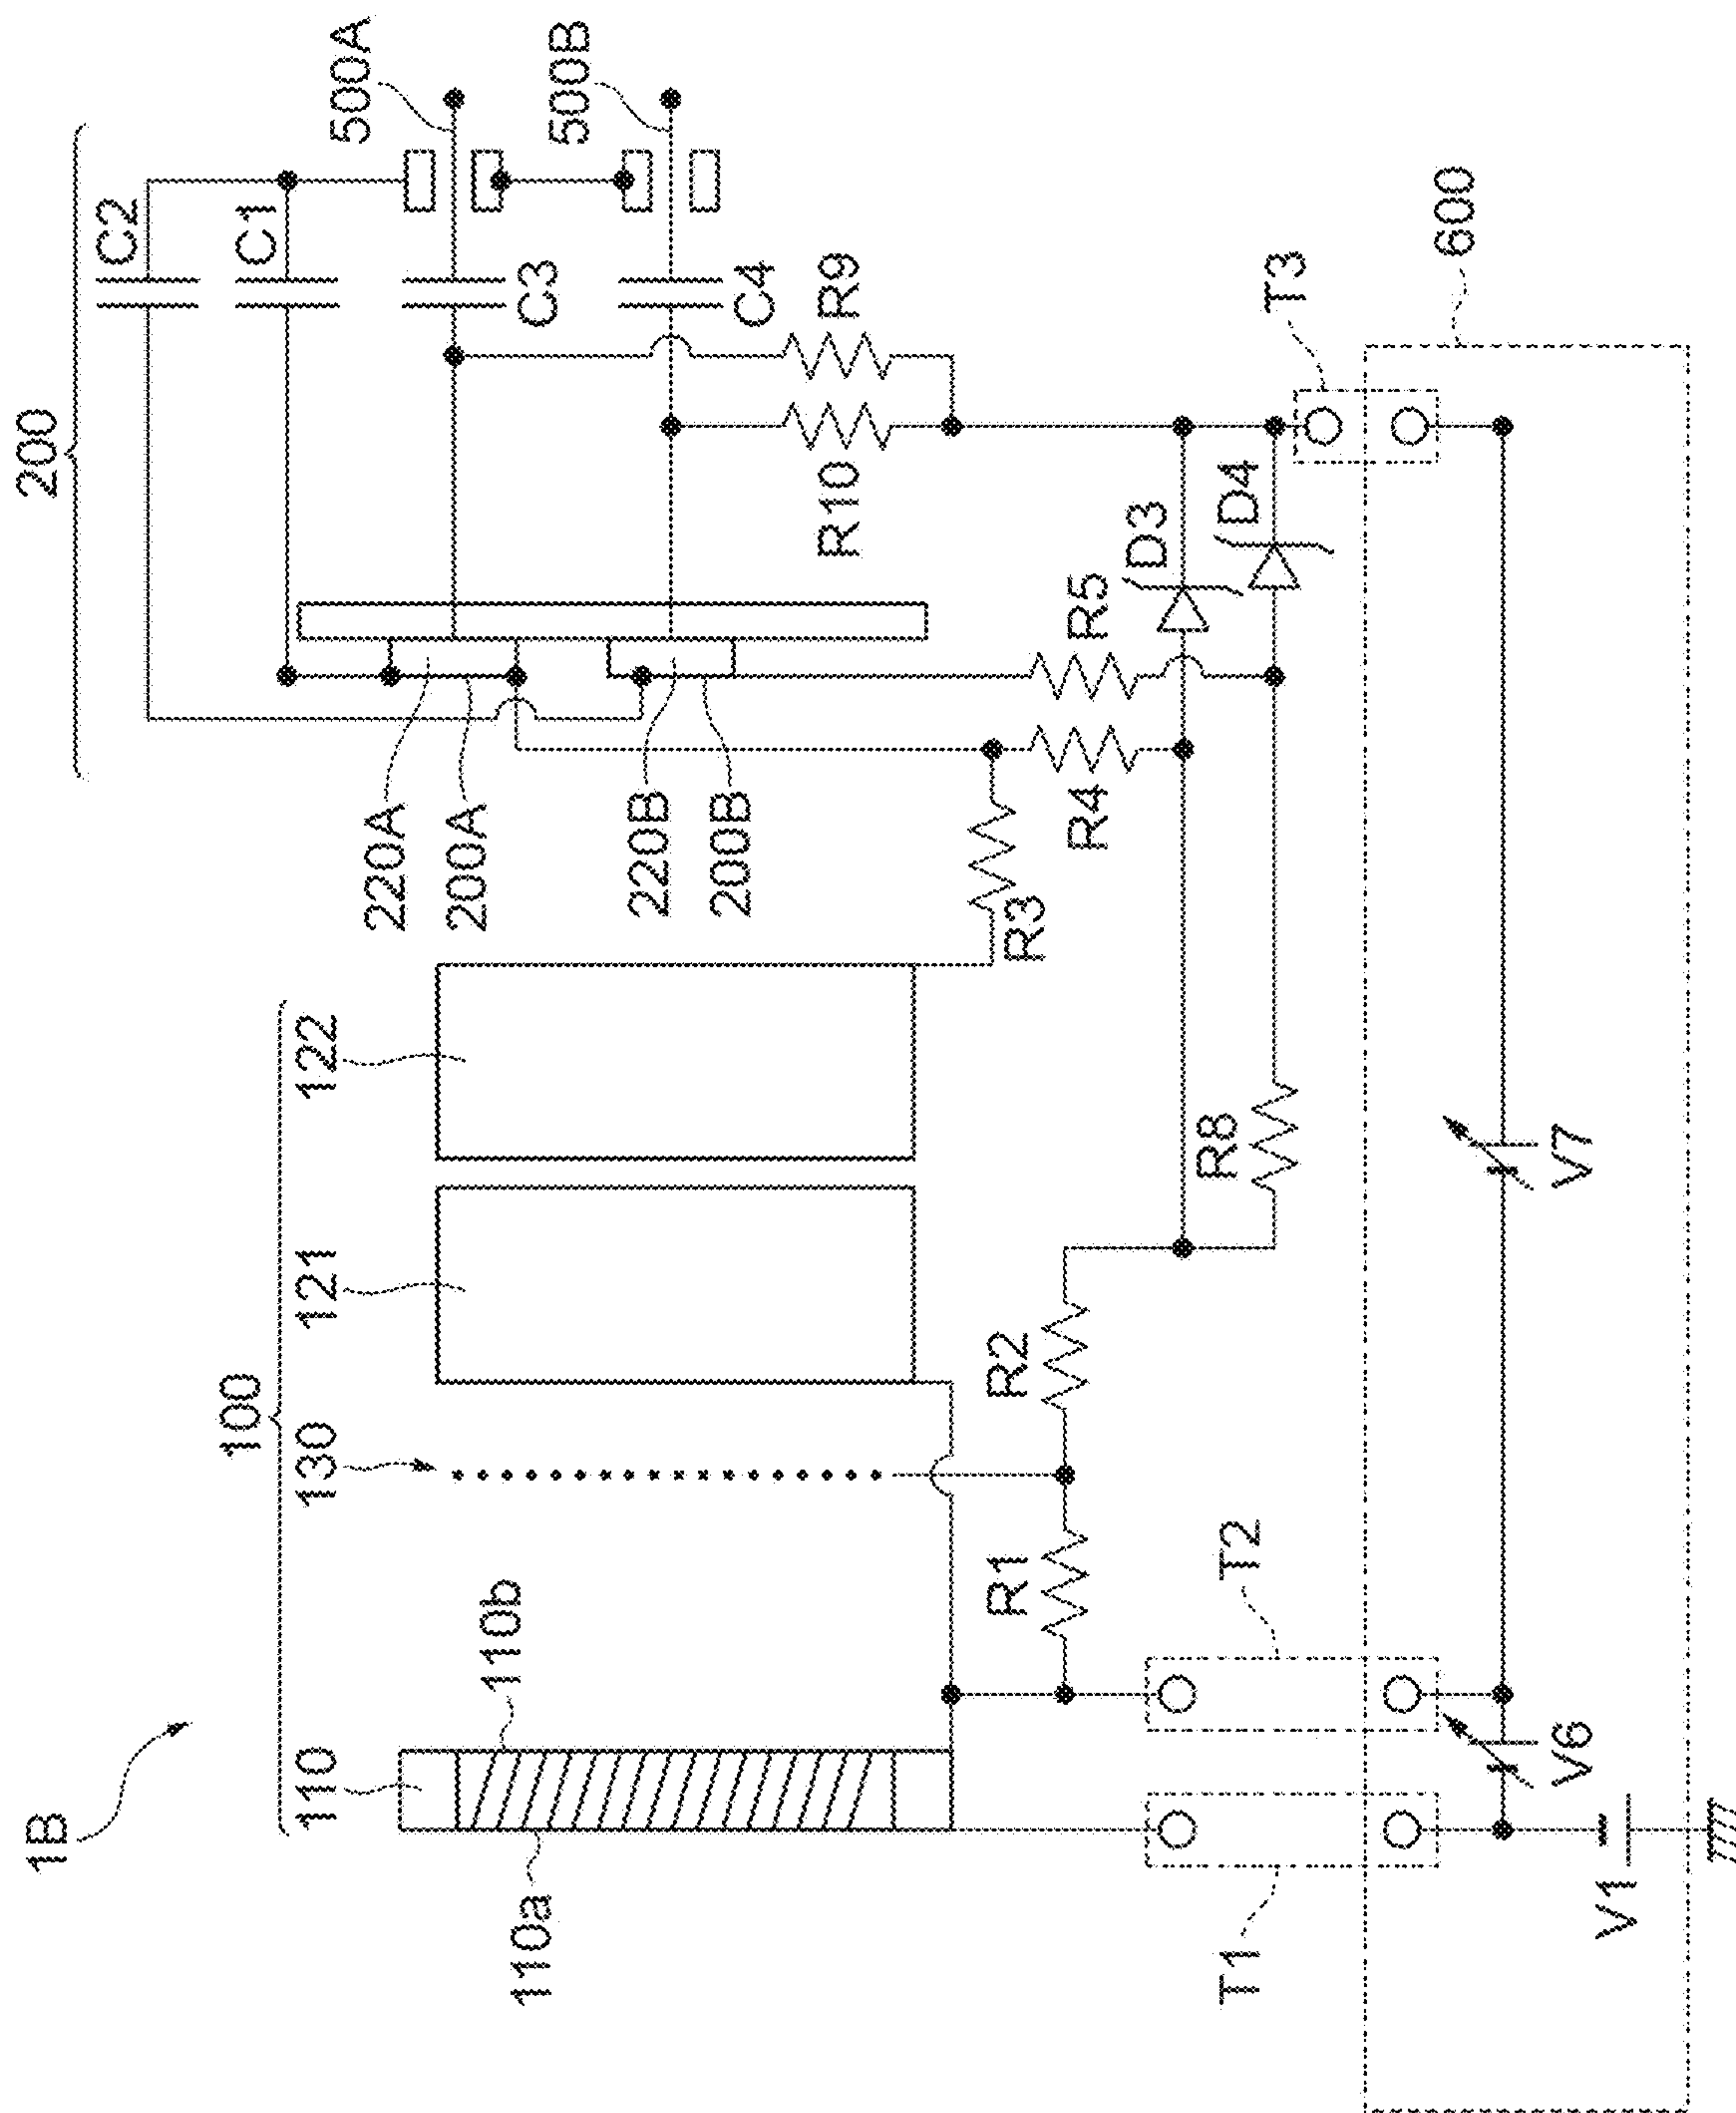 1B
100
200
110
130
121
122
110a
110b
220A
200A
220B
200B
C2
C1
C3
C4
500A
500B
R1
R2
R3
R4
R5
R8
R9
R10
D3
D4
T1
T2
T3
600
V1
V6
V7